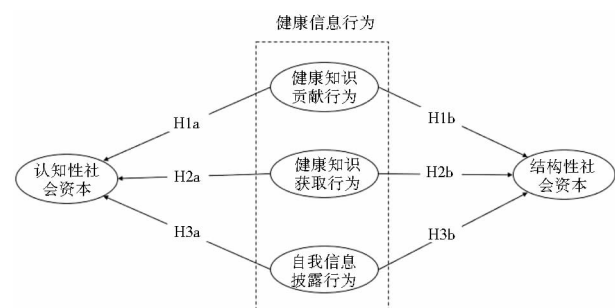 健康信息行为
健康知识
贡献行为
H1a
H1b
认知性社
会资本
H2a
健康知识
获取行为
H2b
结构性社
会资本
H3a
H3b
自我信息
披露行为